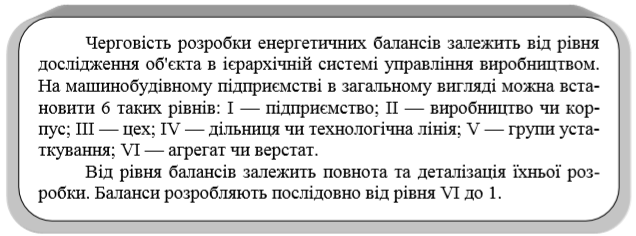 Черговість розробки енергетичних балансів залежить від рівня
дослідження об'єкта в ієрархічній системі управління виробництвом.
На машинобудівному підприємстві в загальному вигляді можна вста-
новити 6 таких рівнів: І — підприємство; ІІ — виробництво чи кор-
пус; ІІІ — цех; IV — дільниця чи технологічна лінія; V — групи уста-
ткування; VI — агрегат чи верстат.
Від рівня балансів залежить повнота та деталізація їхньої роз-
робки. Баланси розробляють послідовно від рівня VI до 1.